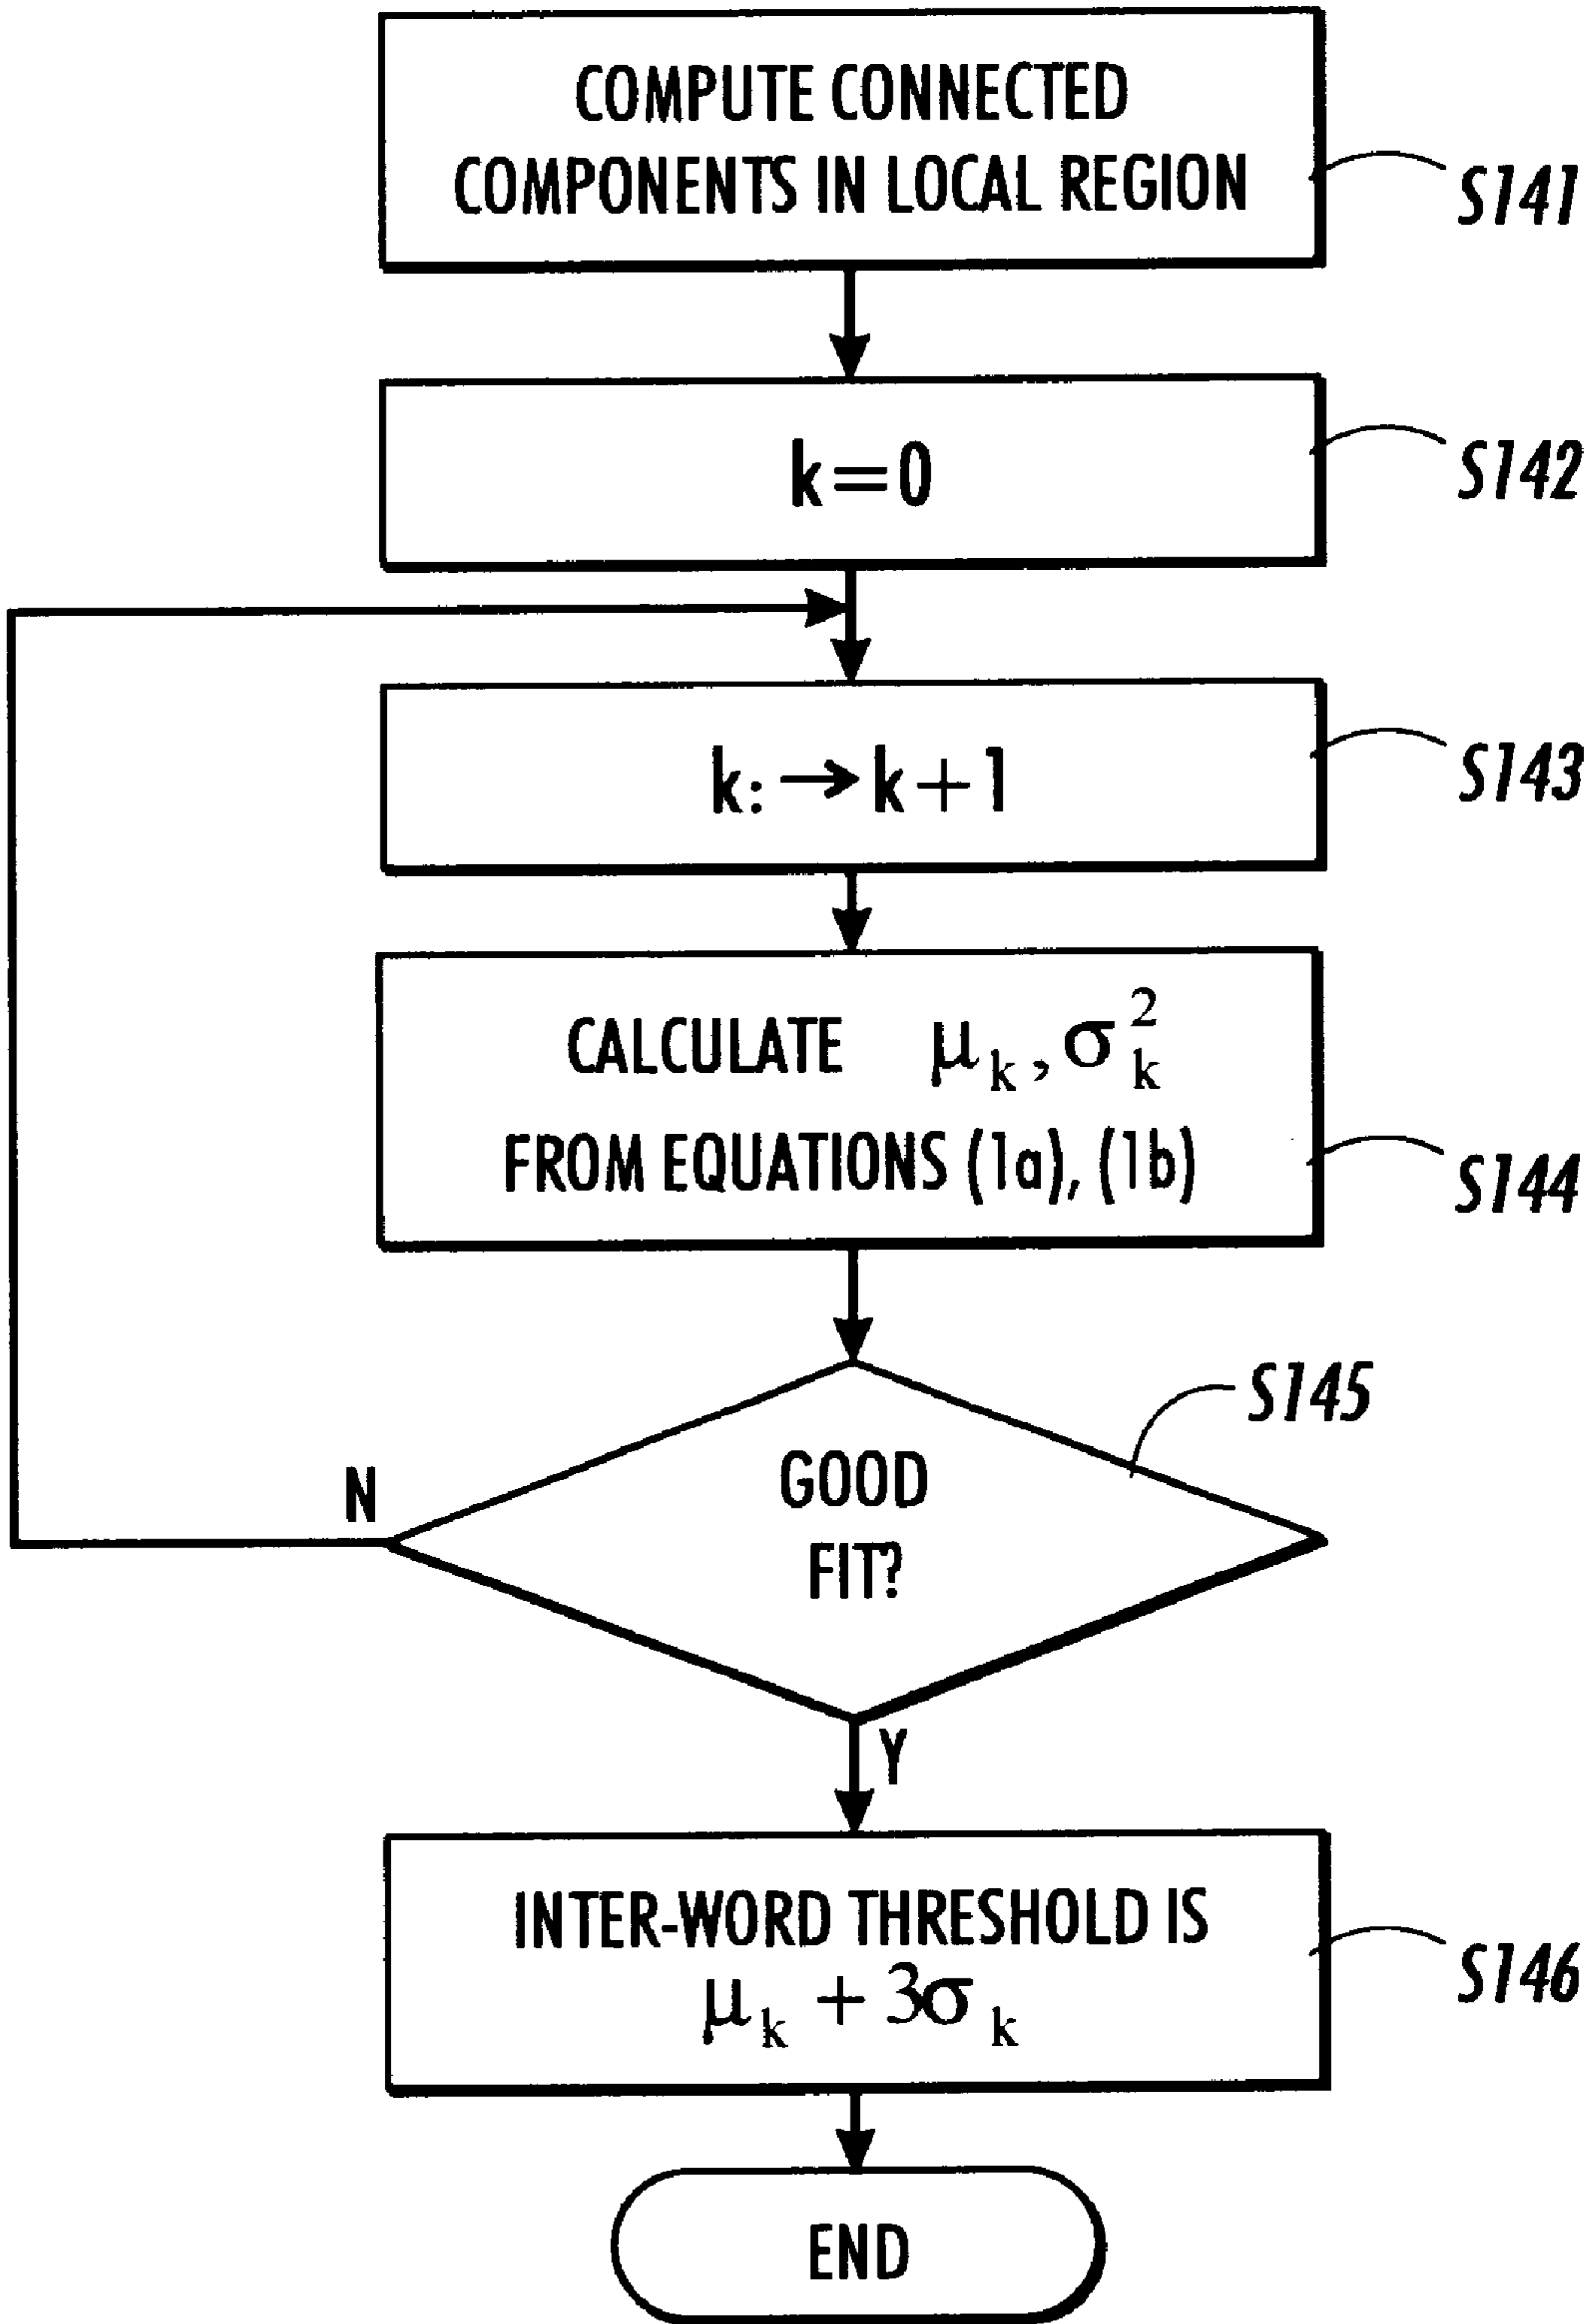 COMPUTE CONNECTED
COMPONENTS IN LOCAL REGION
S141
k=0
S142
k:→k+1
S143
CALCULATE μₖ, σₖ²
FROM EQUATIONS (1a), (1b)
S144
S145
GOOD
FIT?
N
Y
INTER-WORD THRESHOLD IS
μₖ + 3σₖ
S146
END